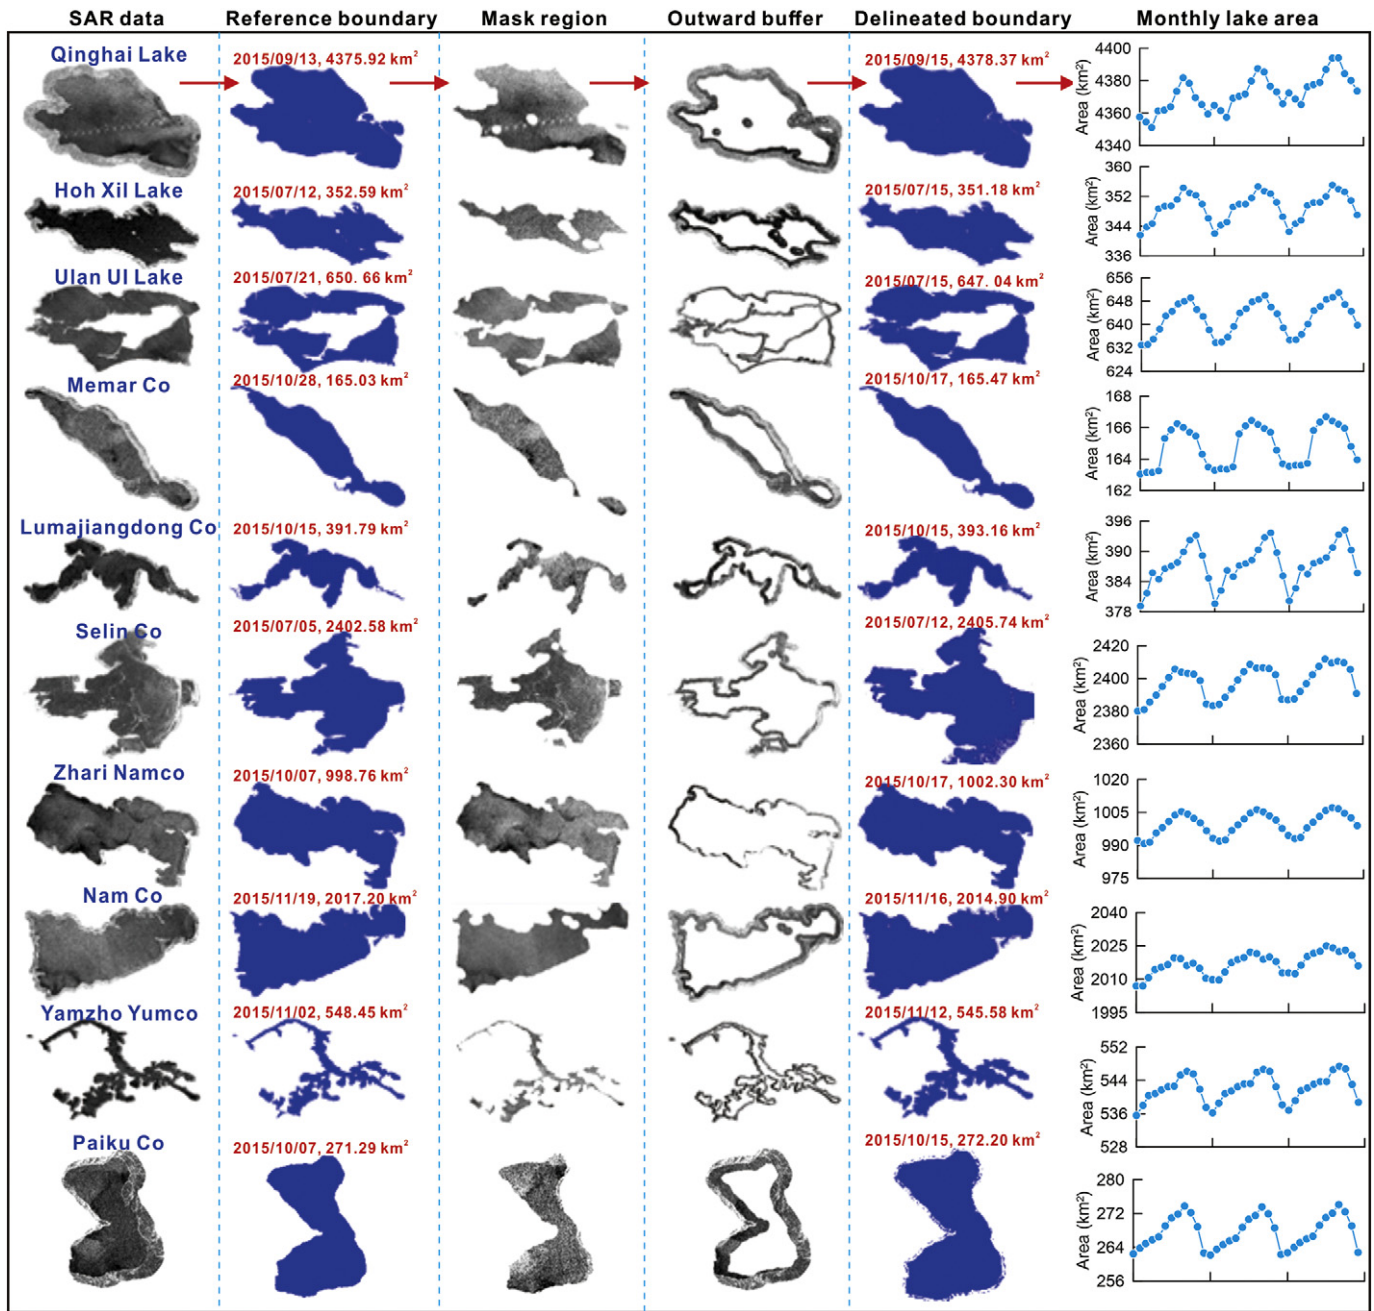 SAR data Reference boundary Mask region Outward buffer Delineated boundary Monthly lake area
Qinghai Lake 2015/09/13, 4375.92 km² 2015/09/15, 4378.37 km²
Area (km²) 4400 4380 4360 4340
Hoh Xil Lake 2015/07/12, 352.59 km² 2015/07/15, 351.18 km²
Area (km²) 360 352 344 336
Ulan Ul Lake 2015/07/21, 650. 66 km² 2015/07/15, 647. 04 km²
Area (km²) 656 648 640 632 624
Memar Co 2015/10/28, 165.03 km² 2015/10/17, 165.47 km²
Area (km²) 168 166 164 162
Lumajiangdong Co 2015/10/15, 391.79 km² 2015/10/15, 393.16 km²
Area (km²) 396 390 384 378
Selin Co 2015/07/05, 2402.58 km² 2015/07/12, 2405.74 km²
Area (km²) 2420 2400 2380 2360
Zhari Namco 2015/10/07, 998.76 km² 2015/10/17, 1002.30 km²
Area (km²) 1020 1005 990 975
Nam Co 2015/11/19, 2017.20 km² 2015/11/16, 2014.90 km²
Area (km²) 2040 2025 2010 1995
Yamzho Yumco 2015/11/02, 548.45 km² 2015/11/12, 545.58 km²
Area (km²) 552 544 536 528
Paiku Co 2015/10/07, 271.29 km² 2015/10/15, 272.20 km²
Area (km²) 280 272 264 256